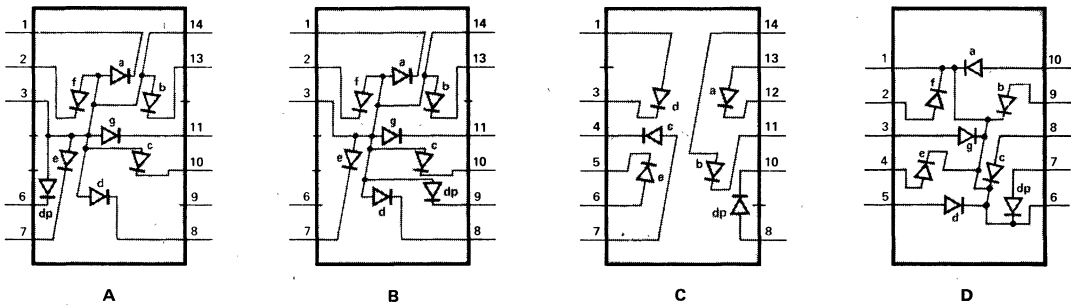 1 14
a
2 13
f b
3
g 11
e c
10
d
6 dp 9
7 8
A
1 14
a
2 13
f b
3
g 11
e c
10
dp
6 d 9
7 8
B
1 14
2 13
a
3 d 12
4 c 11
5 b 10
e
6 dp
7 8
C
a
1 10
f b
2 9
3 g 8
e c
4 7
dp
5 d 6
D